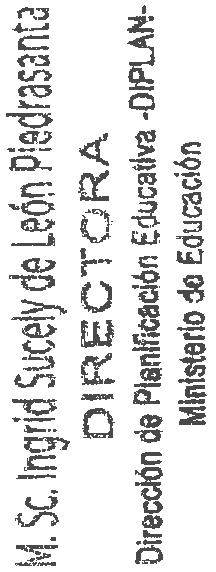 M. Sc. Ingrid Sucely de León Piedrasanta
DIRECTORA
Dirección de Planificación Educativa -DIPLAN-
Ministerio de Educación